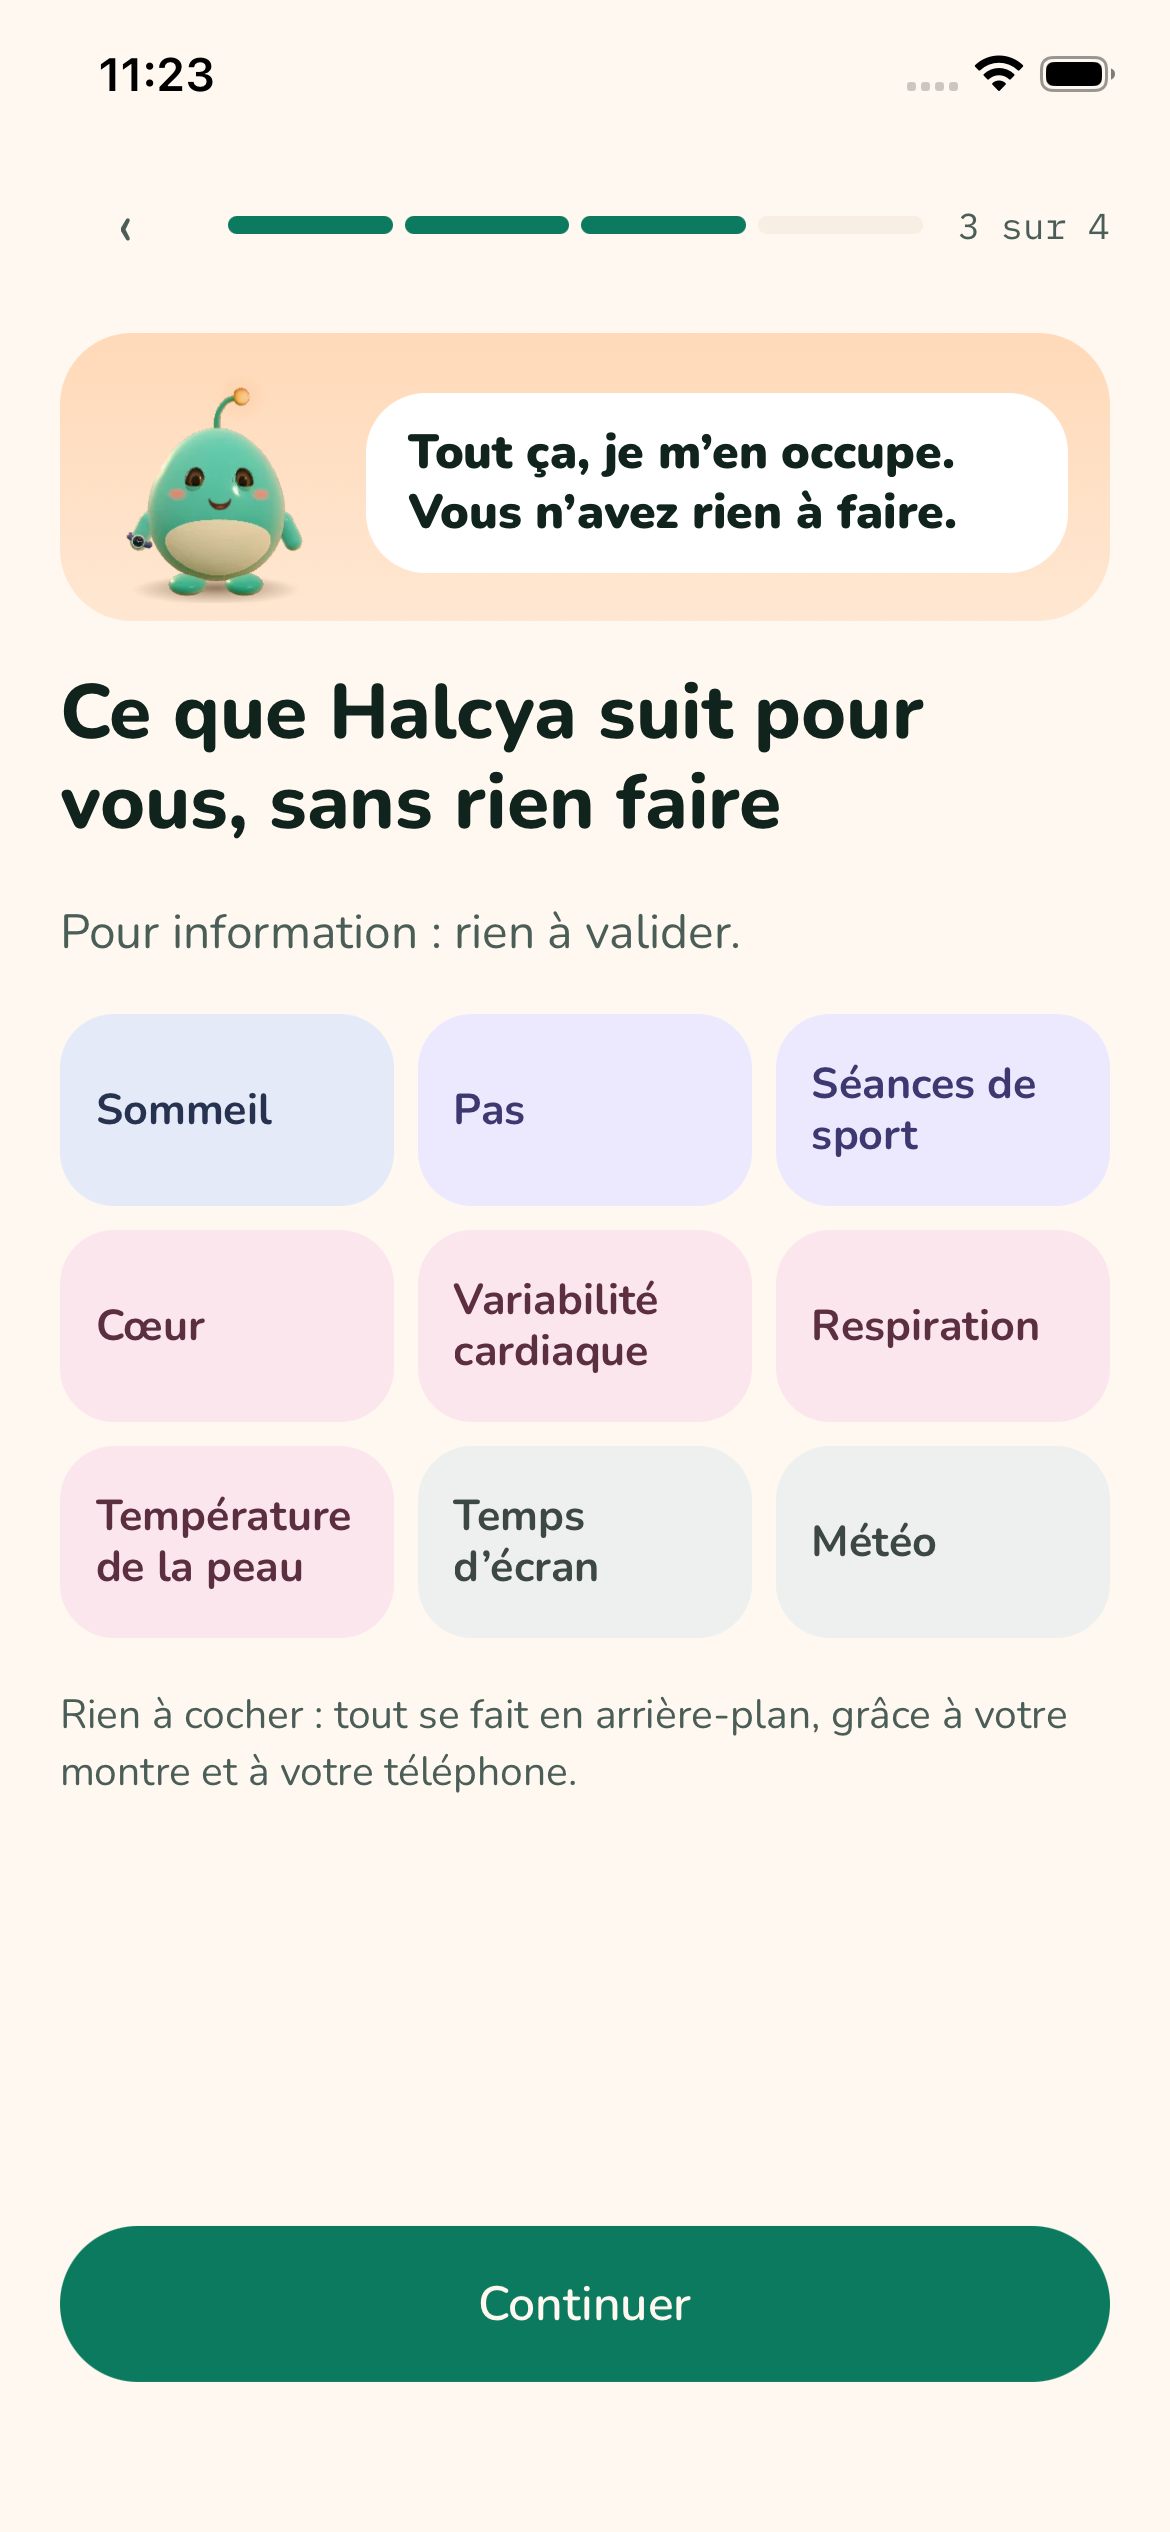 11:23
3 sur 4
Tout ça, je m’en occupe.
Vous n’avez rien à faire.
Ce que Halcya suit pour
vous, sans rien faire
Pour information : rien à valider.
Sommeil
Pas
Séances de
sport
Cœur
Variabilité
cardiaque
Respiration
Température
de la peau
Temps
d’écran
Météo
Rien à cocher : tout se fait en arrière-plan, grâce à votre
montre et à votre téléphone.
Continuer